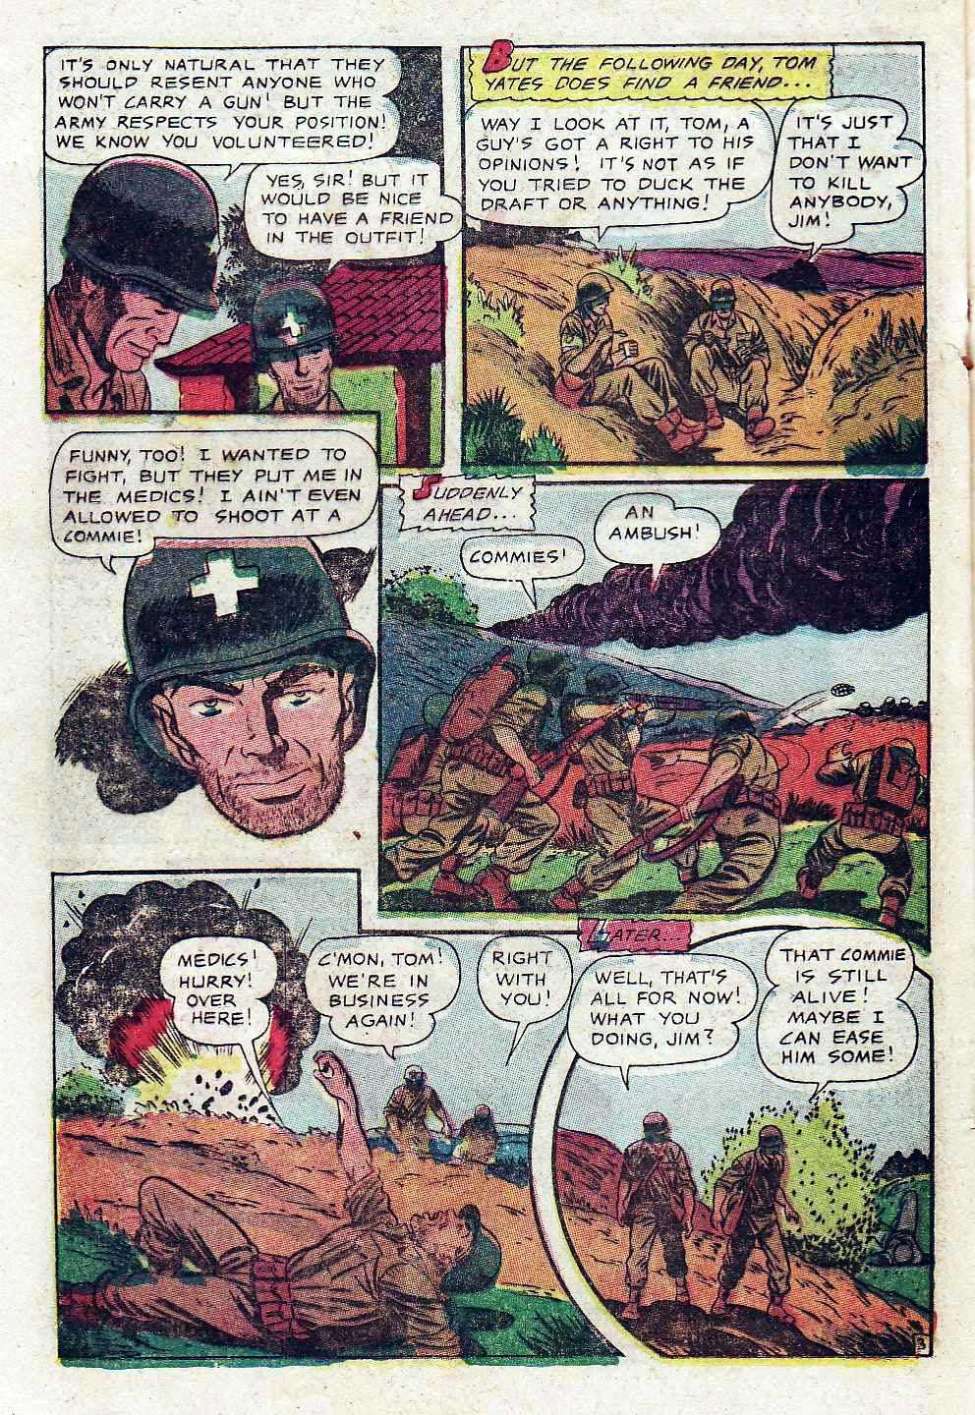 IT'S ONLY NATURAL THAT THEY
SHOULD RESENT ANYONE WHO
WON'T CARRY A GUN! BUT THE
ARMY RESPECTS YOUR POSITION!
WE KNOW YOU VOLUNTEERED!
YES, SIR! BUT IT
WOULD BE NICE
TO HAVE A FRIEND
IN THE OUTFIT!
BUT THE FOLLOWING DAY, TOM
YATES DOES FIND A FRIEND...
WAY I LOOK AT IT, TOM, A
GUY'S GOT A RIGHT TO HIS
OPINIONS! IT'S NOT AS IF
YOU TRIED TO DUCK THE
DRAFT OR ANYTHING!
IT'S JUST
THAT I
DON'T WANT
TO KILL
ANYBODY,
JIM!
FUNNY, TOO! I WANTED TO
FIGHT, BUT THEY PUT ME IN
THE MEDICS! I AIN'T EVEN
ALLOWED TO SHOOT AT A
COMMIE!
SUDDENLY
AHEAD...
COMMIES!
AN
AMBUSH!
MEDICS!
HURRY!
OVER
HERE!
C'MON, TOM!
WE'RE IN
BUSINESS
AGAIN!
RIGHT
WITH
YOU!
LATER...
WELL, THAT'S
ALL FOR NOW!
WHAT YOU
DOING, JIM?
THAT COMMIE
IS STILL
ALIVE!
MAYBE I
CAN EASE
HIM SOME!
3